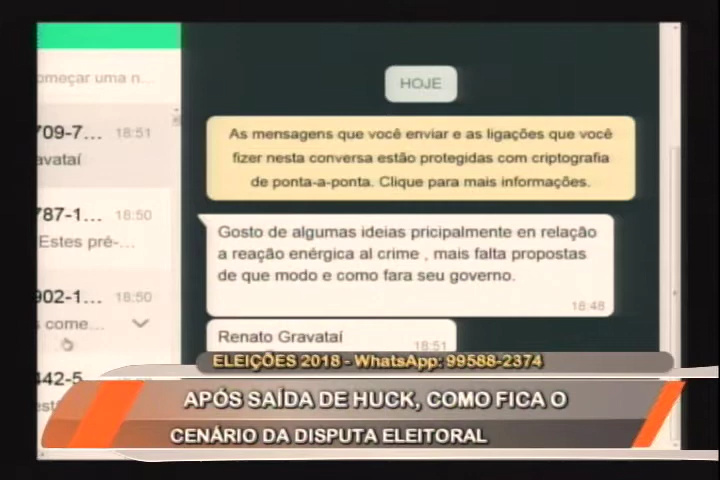 omeçar uma n...
HOJE
709-7... 18:51
avataí
As mensagens que você enviar e as ligações que você
fizer nesta conversa estão protegidas com criptografia
de ponta-a-ponta. Clique para mais informações.
787-1... 18:50
Estes pré-...
Gosto de algumas ideias pricipalmente en relação
a reação enérgica al crime , mais falta propostas
de que modo e como fara seu governo.
18:48
902-1... 18:50
s come...
Renato Gravataí
18:51
ELEIÇÕES 2018 - WhatsApp: 99588-2374
442-5
est
APÓS SAÍDA DE HUCK, COMO FICA O
CENÁRIO DA DISPUTA ELEITORAL